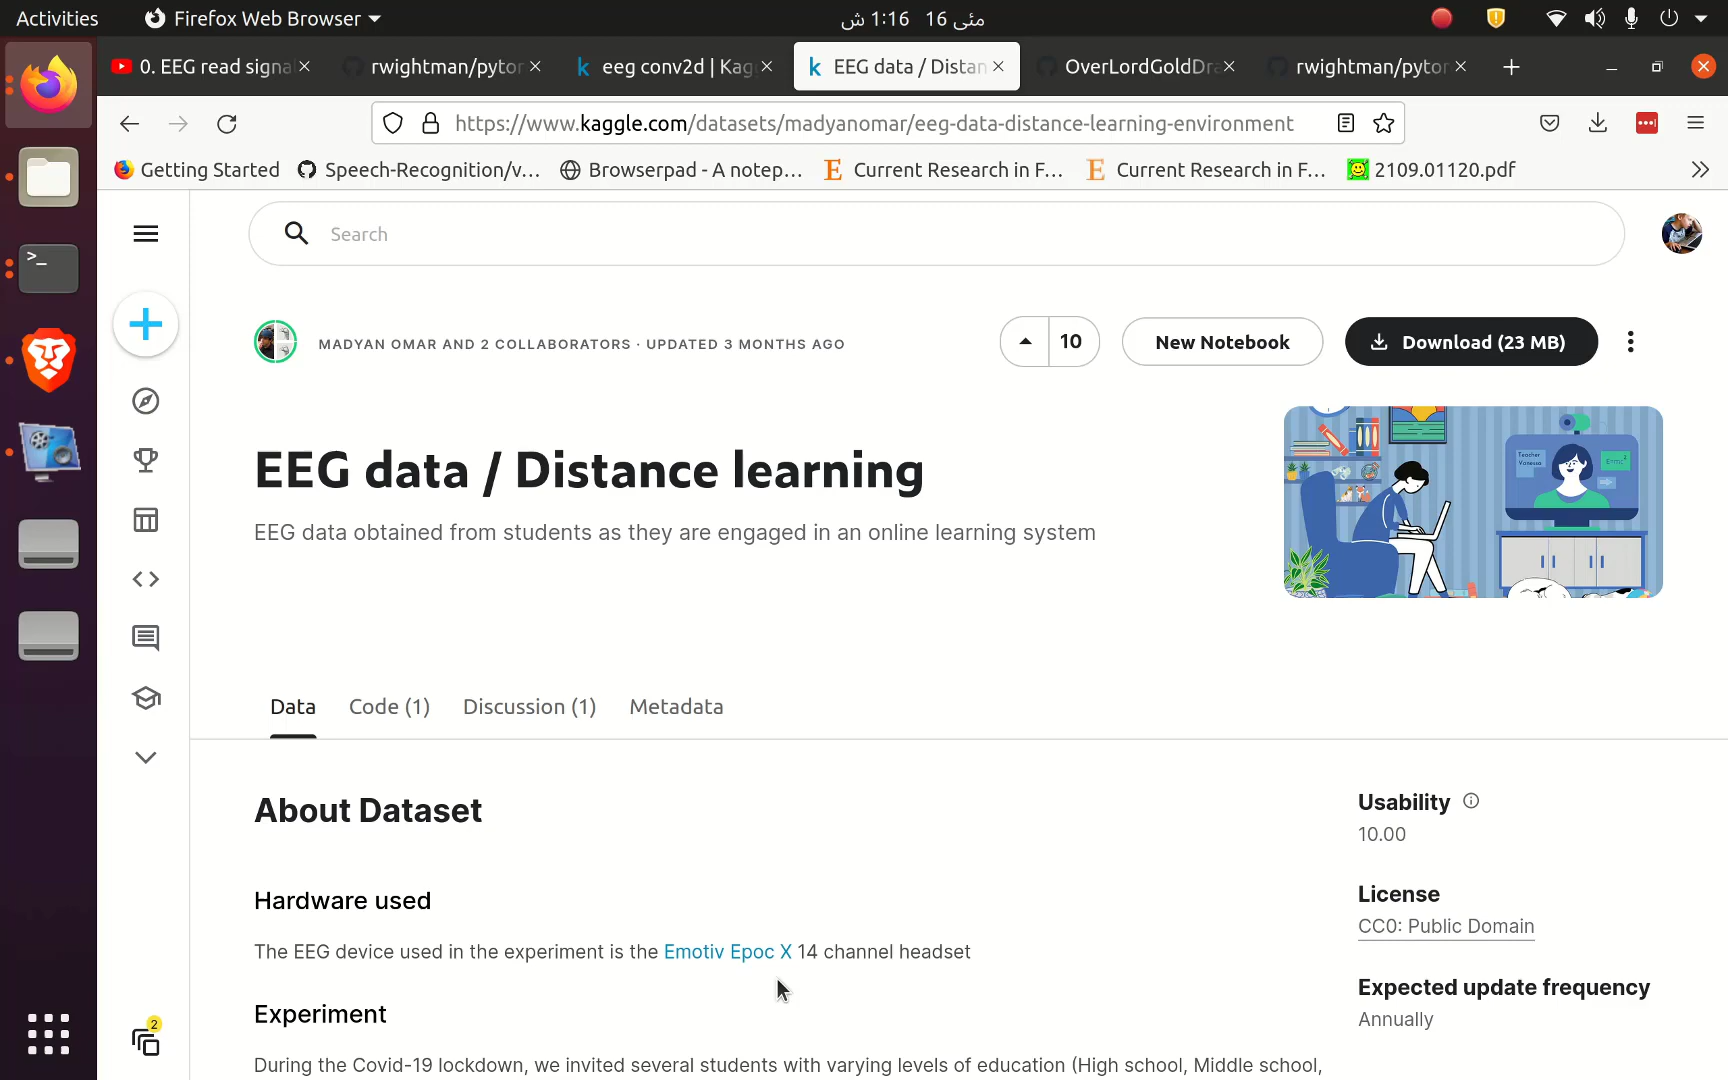 Activities
Firefox Web Browser
مئی 16 1:16 ش
0. EEG read signa
rwightman/pytor
eeg conv2d | Kag
EEG data / Distan
OverLordGoldDra
rwightman/pytor
https://www.kaggle.com/datasets/madyanomar/eeg-data-distance-learning-environment
Getting Started
Speech-Recognition/v...
Browserpad - A notep...
Current Research in F...
Current Research in F...
2109.01120.pdf
Search
MADYAN OMAR AND 2 COLLABORATORS · UPDATED 3 MONTHS AGO
10
New Notebook
Download (23 MB)
EEG data / Distance learning
EEG data obtained from students as they are engaged in an online learning system
Teacher Vanessa
E=mc²
Data
Code (1)
Discussion (1)
Metadata
About Dataset
Usability
10.00
Hardware used
License
CC0: Public Domain
The EEG device used in the experiment is the Emotiv Epoc X 14 channel headset
Expected update frequency
Annually
Experiment
2
During the Covid-19 lockdown, we invited several students with varying levels of education (High school, Middle school,